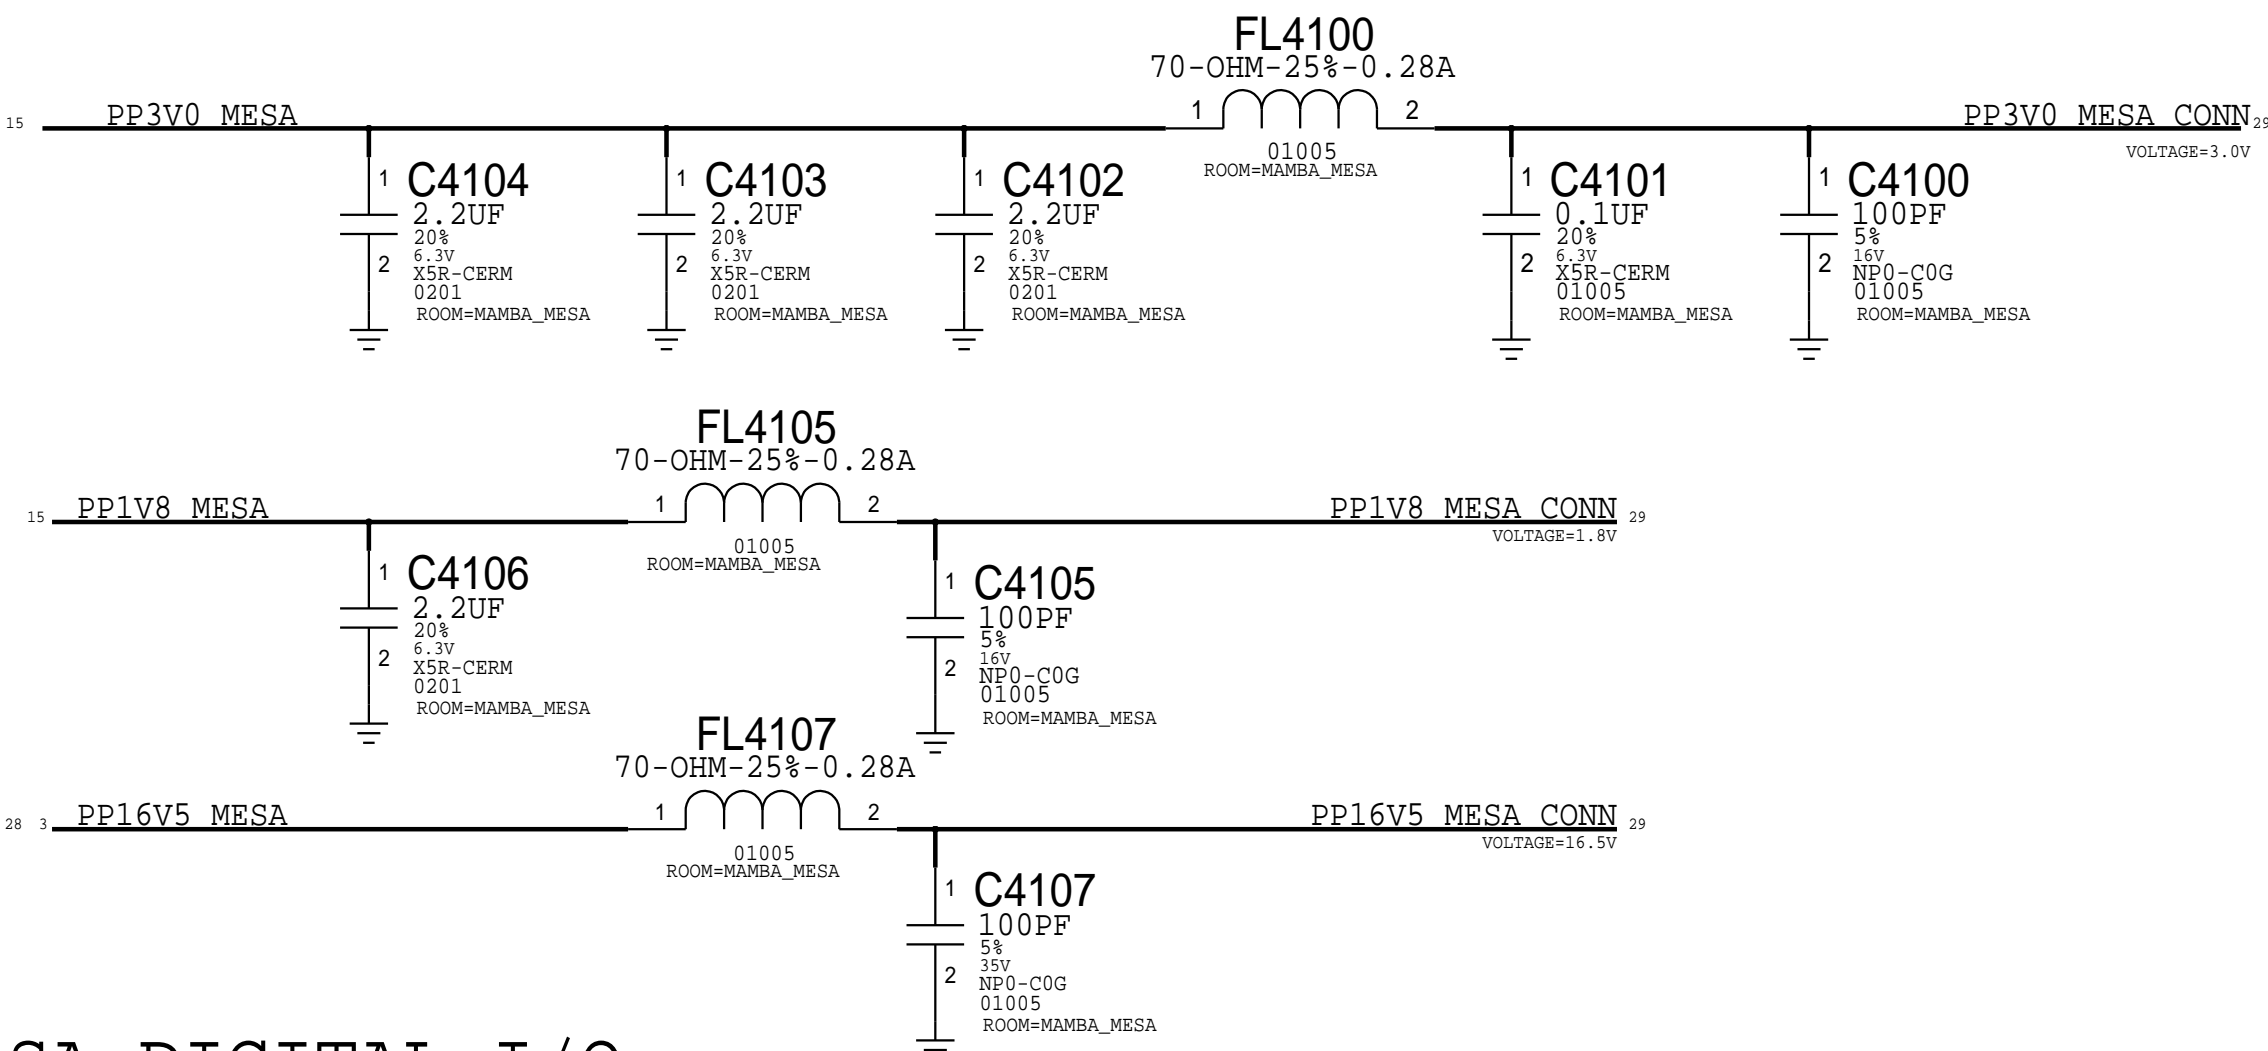 FL4100
70-OHM-25%-0.28A
15 PP3V0 MESA 1 2 PP3V0 MESA CONN 29
01005 VOLTAGE=3.0V
ROOM=MAMBA_MESA
1 C4104
2.2UF
20%
6.3V
2 X5R-CERM
0201
ROOM=MAMBA_MESA
1 C4103
2.2UF
20%
6.3V
2 X5R-CERM
0201
ROOM=MAMBA_MESA
1 C4102
2.2UF
20%
6.3V
2 X5R-CERM
0201
ROOM=MAMBA_MESA
1 C4101
0.1UF
20%
6.3V
2 X5R-CERM
01005
ROOM=MAMBA_MESA
1 C4100
100PF
5%
16V
2 NP0-C0G
01005
ROOM=MAMBA_MESA
FL4105
70-OHM-25%-0.28A
15 PP1V8 MESA 1 2 PP1V8 MESA CONN 29
01005 VOLTAGE=1.8V
ROOM=MAMBA_MESA
1 C4106
2.2UF
20%
6.3V
2 X5R-CERM
0201
ROOM=MAMBA_MESA
1 C4105
100PF
5%
16V
2 NP0-C0G
01005
ROOM=MAMBA_MESA
FL4107
70-OHM-25%-0.28A
28 3 PP16V5 MESA 1 2 PP16V5 MESA CONN 29
01005 VOLTAGE=16.5V
ROOM=MAMBA_MESA
1 C4107
100PF
5%
35V
2 NP0-C0G
01005
ROOM=MAMBA_MESA
SA DIGITAL I/O